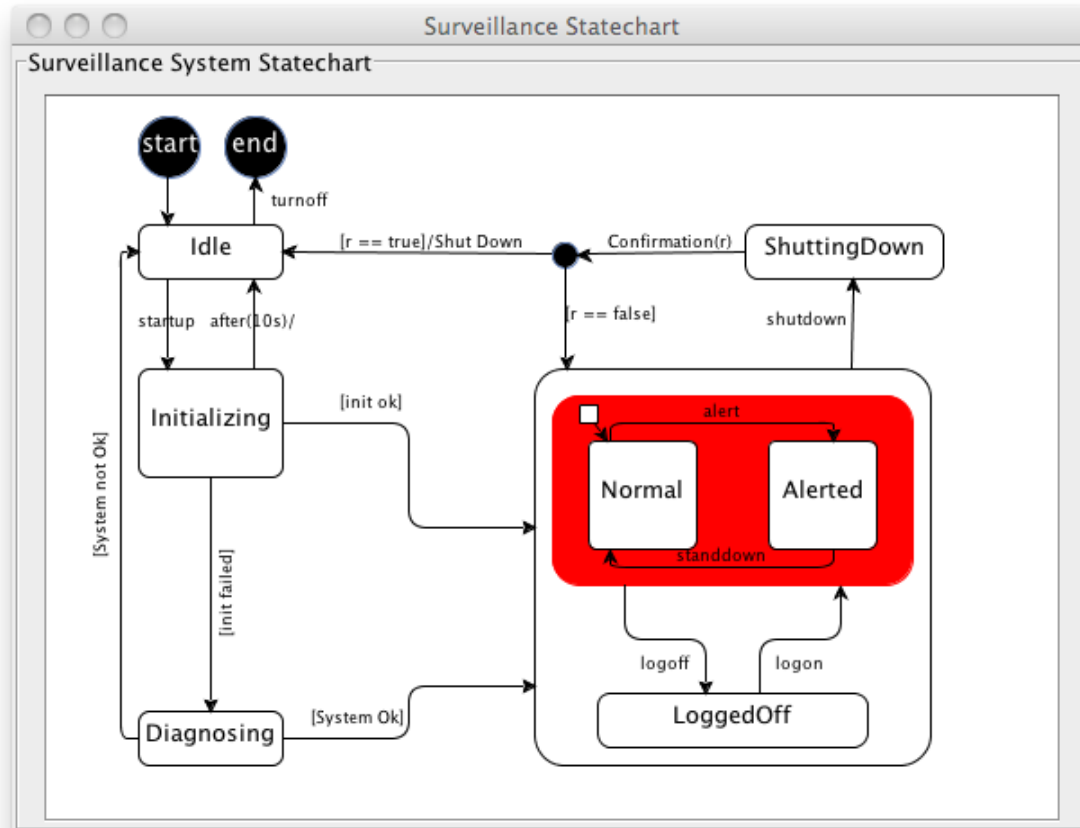 Surveillance Statechart
Surveillance System Statechart
start
end
turnoff
Idle
[r == true]/Shut Down
Confirmation(r)
ShuttingDown
startup
after(10s)/
[r == false]
shutdown
Initializing
[init ok]
alert
Normal
Alerted
standdown
[System not Ok]
[init failed]
logoff
logon
[System Ok]
LoggedOff
Diagnosing